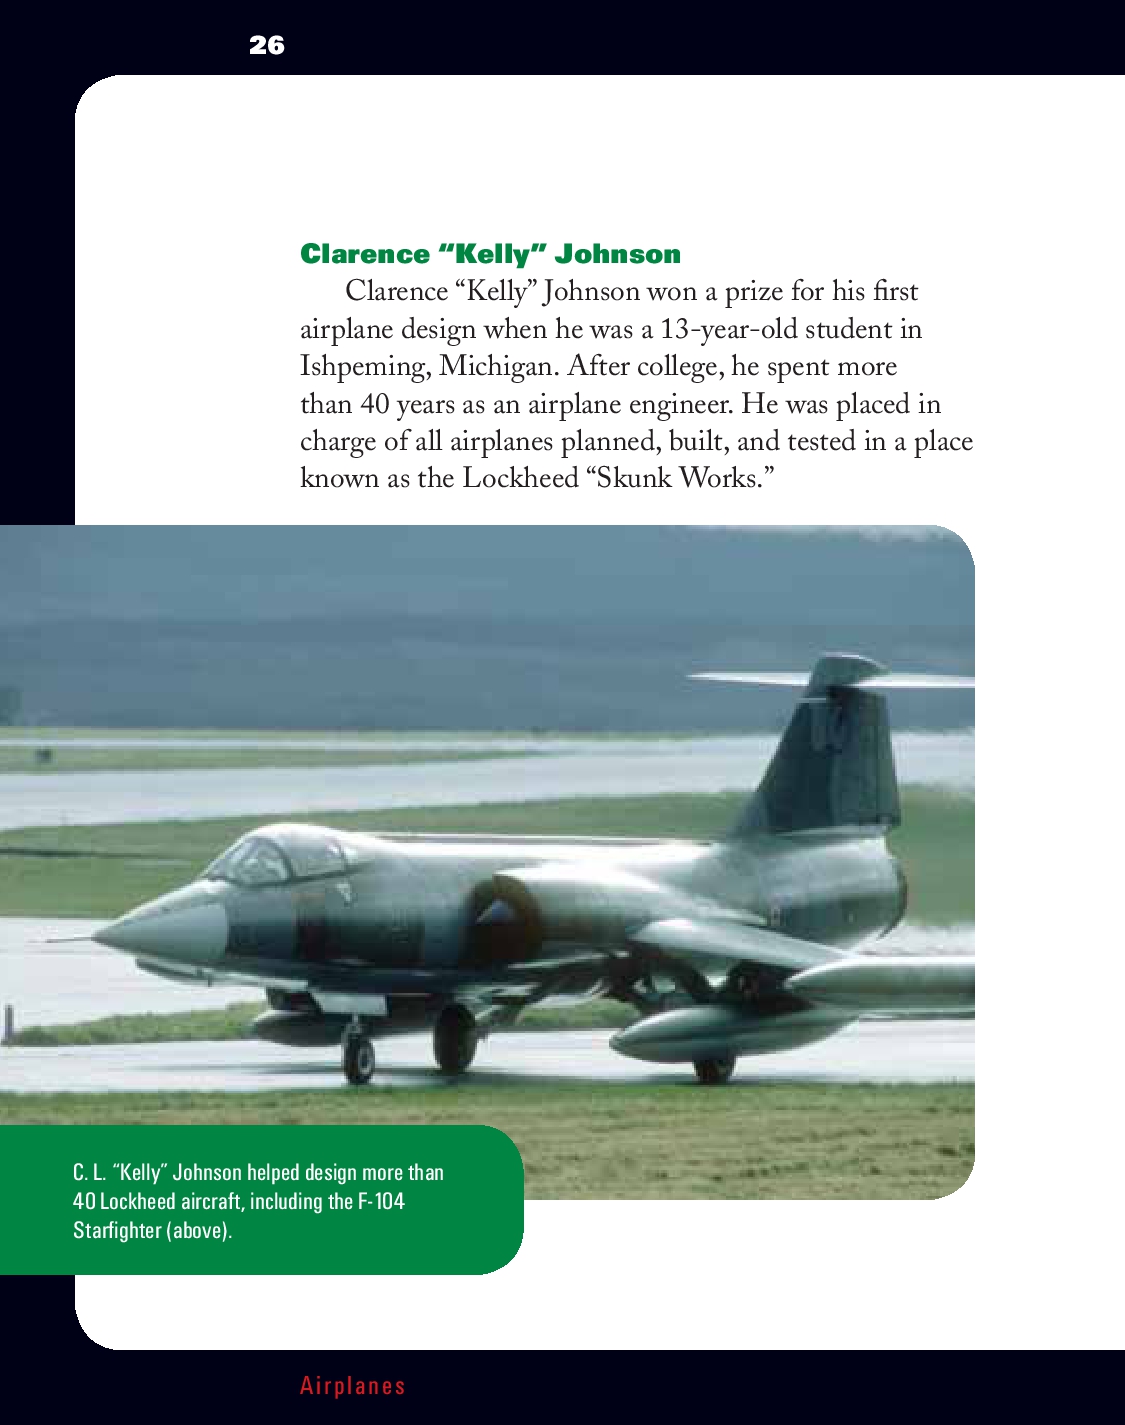 26
Clarence “Kelly” Johnson
Clarence “Kelly” Johnson won a prize for his first
airplane design when he was a 13-year-old student in
Ishpeming, Michigan. After college, he spent more
than 40 years as an airplane engineer. He was placed in
charge of all airplanes planned, built, and tested in a place
known as the Lockheed “Skunk Works.”
C. L. “Kelly” Johnson helped design more than
40 Lockheed aircraft, including the F-104
Starfighter (above).
Airplanes